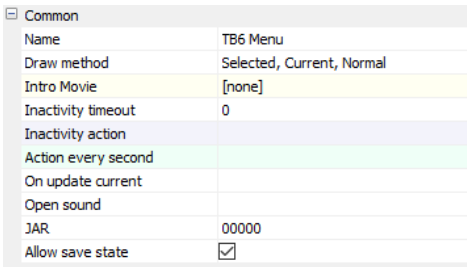 Common
Name TB6 Menu
Draw method Selected, Current, Normal
Intro Movie [none]
Inactivity timeout 0
Inactivity action
Action every second
On update current
Open sound
JAR 00000
Allow save state